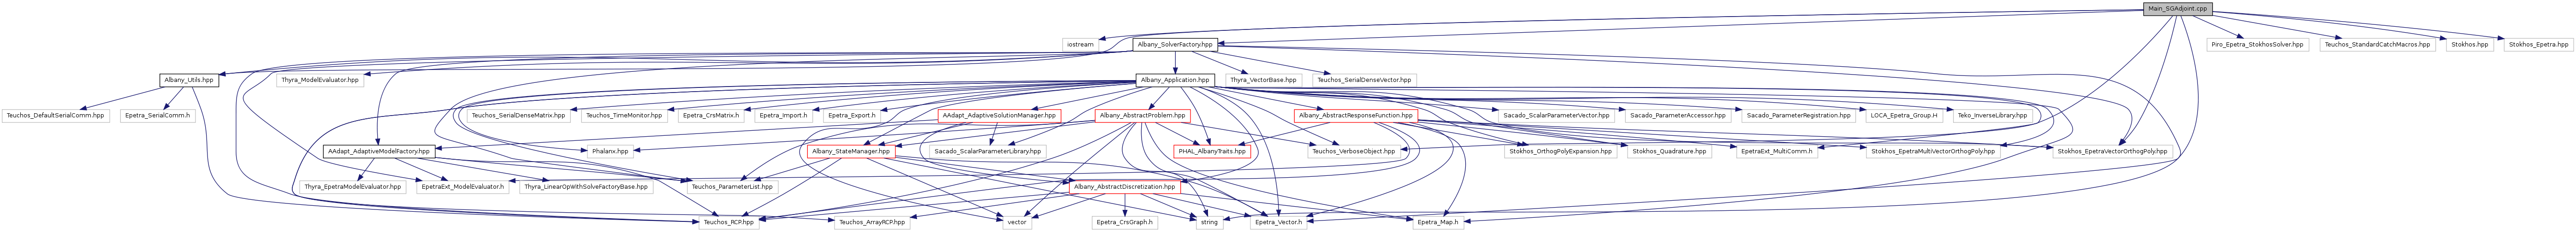 Main_SGAdjoint.cpp
iostream
Albany_SolverFactory.hpp
Piro_Epetra_StokhosSolver.hpp
Teuchos_StandardCatchMacros.hpp
Stokhos.hpp
Stokhos_Epetra.hpp
Albany_Utils.hpp
Thyra_ModelEvaluator.hpp
Albany_Application.hpp
Thyra_VectorBase.hpp
Teuchos_SerialDenseVector.hpp
Teuchos_DefaultSerialComm.hpp
Epetra_SerialComm.h
Teuchos_SerialDenseMatrix.hpp
Teuchos_TimeMonitor.hpp
Epetra_CrsMatrix.h
Epetra_Import.h
Epetra_Export.h
AAdapt_AdaptiveSolutionManager.hpp
Albany_AbstractProblem.hpp
Albany_AbstractResponseFunction.hpp
Sacado_ScalarParameterVector.hpp
Sacado_ParameterAccessor.hpp
Sacado_ParameterRegistration.hpp
LOCA_Epetra_Group.H
Teko_InverseLibrary.hpp
AAdapt_AdaptiveModelFactory.hpp
Phalanx.hpp
Albany_StateManager.hpp
Sacado_ScalarParameterLibrary.hpp
PHAL_AlbanyTraits.hpp
Teuchos_VerboseObject.hpp
Stokhos_OrthogPolyExpansion.hpp
Stokhos_Quadrature.hpp
EpetraExt_MultiComm.h
Stokhos_EpetraMultiVectorOrthogPoly.hpp
Stokhos_EpetraVectorOrthogPoly.hpp
Thyra_EpetraModelEvaluator.hpp
EpetraExt_ModelEvaluator.h
Thyra_LinearOpWithSolveFactoryBase.hpp
Teuchos_ParameterList.hpp
Albany_AbstractDiscretization.hpp
Teuchos_RCP.hpp
Teuchos_ArrayRCP.hpp
vector
Epetra_CrsGraph.h
string
Epetra_Vector.h
Epetra_Map.h